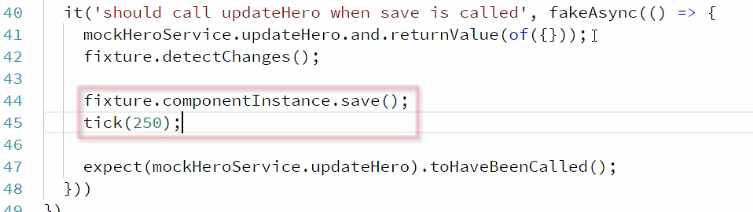 40 it('should call updateHero when save is called', fakeAsync(() => {
41 mockHeroService.updateHero.and.returnValue(of({}));
42 fixture.detectChanges();
43
44 fixture.componentInstance.save();
45 tick(250);
46
47 expect(mockHeroService.updateHero).toHaveBeenCalled();
48 }))
49 })